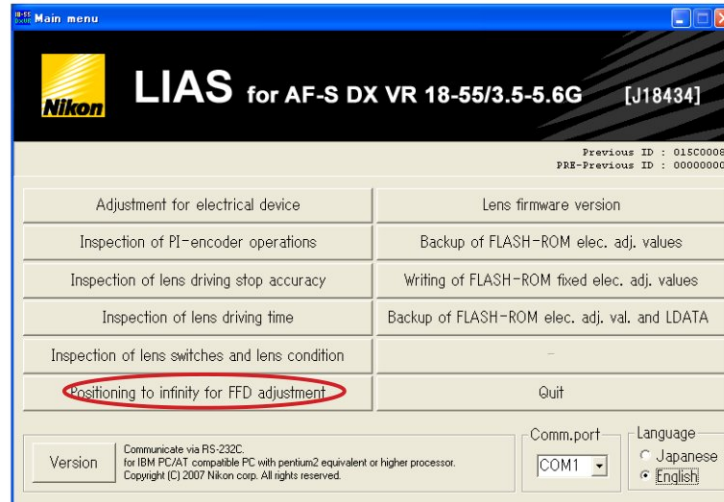 Main menu
Nikon
LIAS for AF-S DX VR 18-55/3.5-5.6G [J18434]
Previous ID : 015C0008
PRE-Previous ID : 00000000
Adjustment for electrical device
Lens firmware version
Inspection of PI-encoder operations
Backup of FLASH-ROM elec. adj. values
Inspection of lens driving stop accuracy
Writing of FLASH-ROM fixed elec. adj. values
Inspection of lens driving time
Backup of FLASH-ROM elec. adj. val. and LDATA
Inspection of lens switches and lens condition
-
Positioning to infinity for FFD adjustment
Quit
Version
Communicate via RS-232C.
for IBM PC/AT compatible PC with pentium2 equivalent or higher processor.
Copyright (C) 2007 Nikon corp. All rights reserved.
Comm.port
COM1
Language
Japanese
English